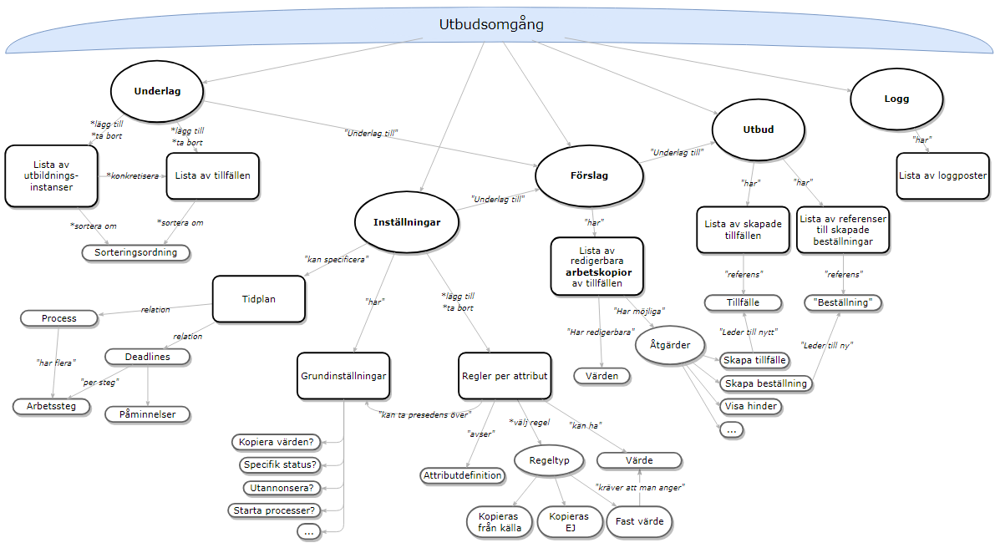 Utbudsomgång
Underlag
Logg
Utbud
*lägg till
*ta bort
*lägg till
*ta bort
"Underlag till"
"har"
"Underlag till"
Lista av
utbildnings-
instanser
*konkretisera
Lista av tillfällen
Förslag
Lista av loggposter
"har"
"har"
"Underlag till"
Inställningar
*sortera om
*sortera om
"har"
Lista av skapade
tillfällen
Lista av referenser
till skapade
beställningar
Sorteringsordning
"kan specificera"
Lista av
redigerbara
arbetskopior
av tillfällen
"referens"
"referens"
Tidplan
"har"
*lägg till
*ta bort
Tillfälle
"Beställning"
relation
"Har möjliga"
Process
"Har redigerbara"
"Leder till nytt"
relation
Åtgärder
"Leder till ny"
Deadlines
"har flera"
Skapa tillfälle
Grundinställningar
Regler per attribut
Värden
"per steg"
Skapa beställning
Arbetssteg
Påminnelser
Visa hinder
"kan ta presedens över"
*välj regel
"kan ha"
...
"avser"
Kopiera värden?
Specifik status?
Regeltyp
Värde
Attributdefinition
Utannonsera?
"kräver att man anger"
Starta processer?
Kopieras
från källa
Kopieras
EJ
Fast värde
...